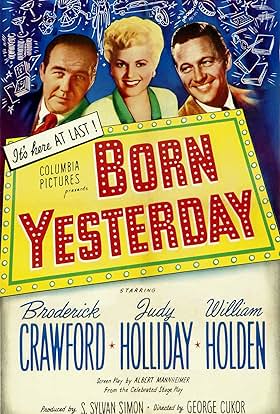 It's here AT LAST!
COLUMBIA
PICTURES
presents
BORN
YESTERDAY
STARRING
Broderick Judy William
CRAWFORD · HOLLIDAY · HOLDEN
Screen Play by ALBERT MANNHEIMER
From the Celebrated Stage Play
Produced by S. SYLVAN SIMON · Directed by GEORGE CUKOR